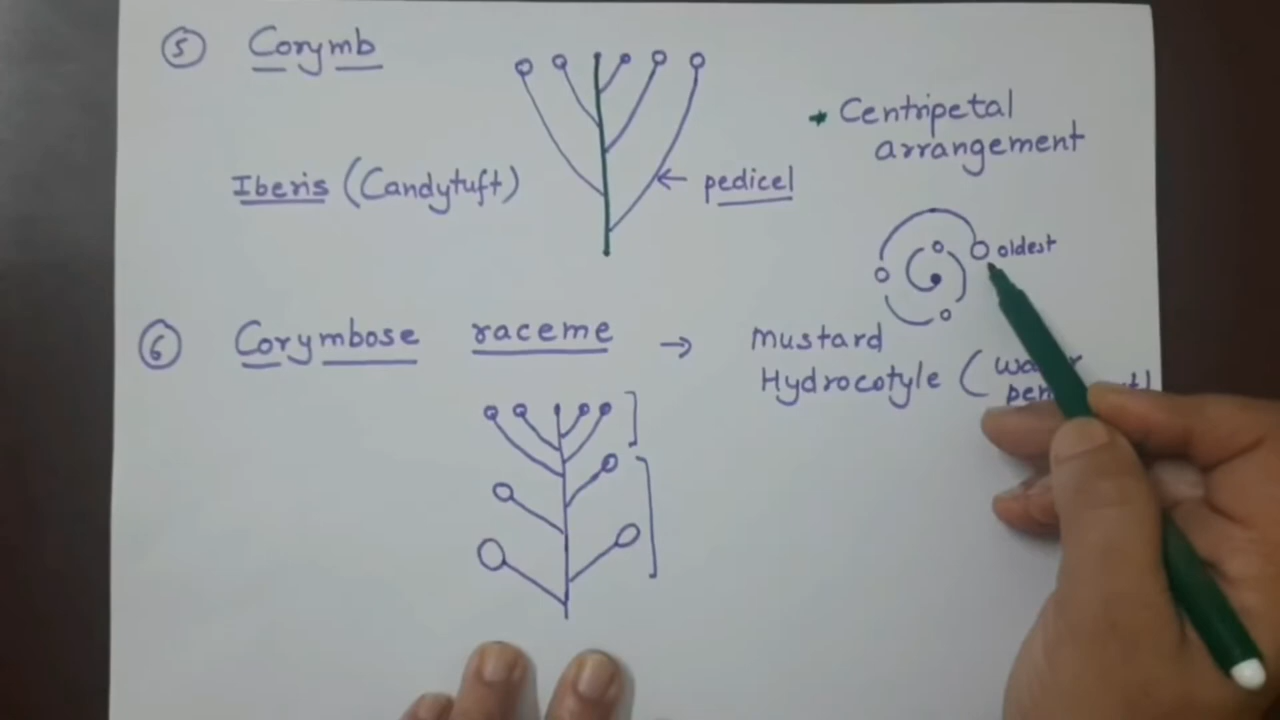 5 Corymb
Iberis (Candytuft)
pedicel
Centripetal
arrangement
oldest
6 Corymbose raceme →
Mustard
Hydrocotyle (